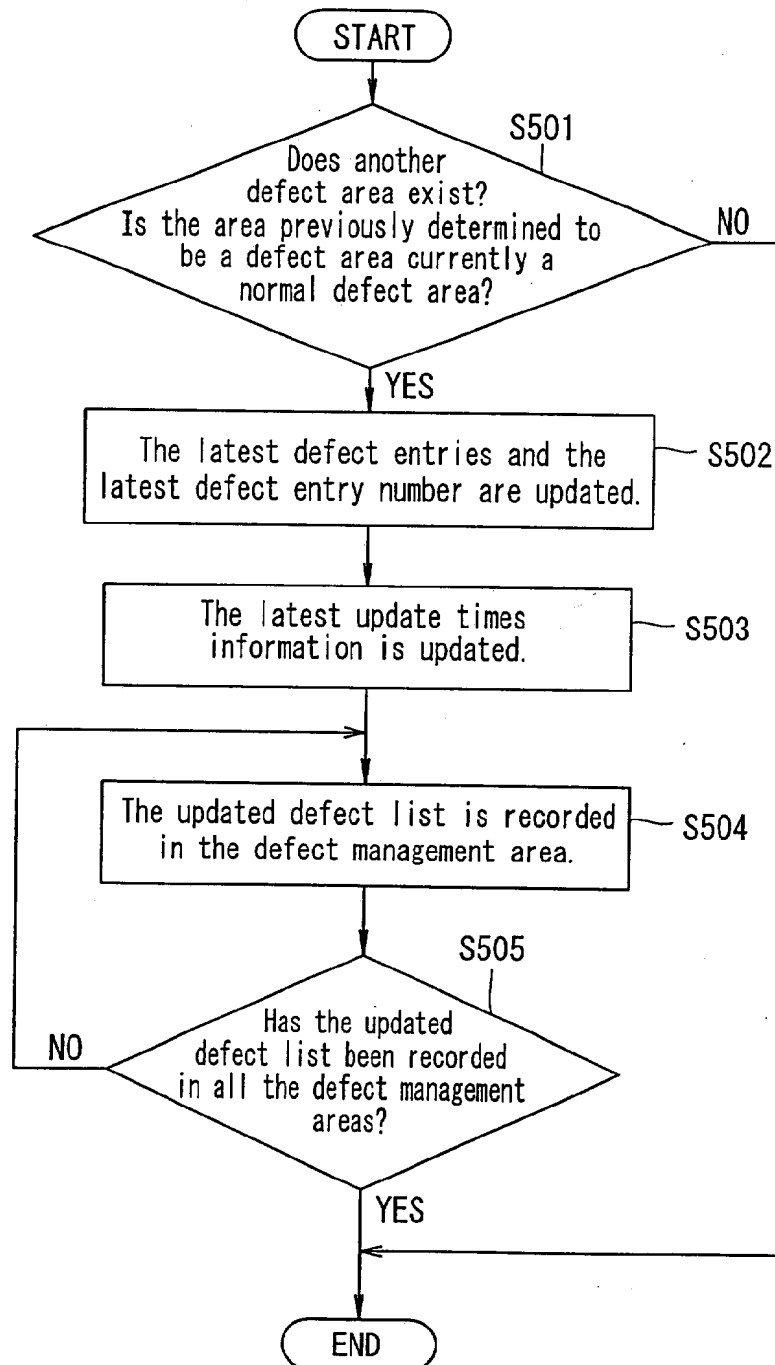 START
S501
Does another
defect area exist?
Is the area previously determined to
be a defect area currently a
normal defect area?
NO
YES
The latest defect entries and the
latest defect entry number are updated.
S502
The latest update times
information is updated.
S503
The updated defect list is recorded
in the defect management area.
S504
S505
Has the updated
defect list been recorded
in all the defect management
areas?
NO
YES
END